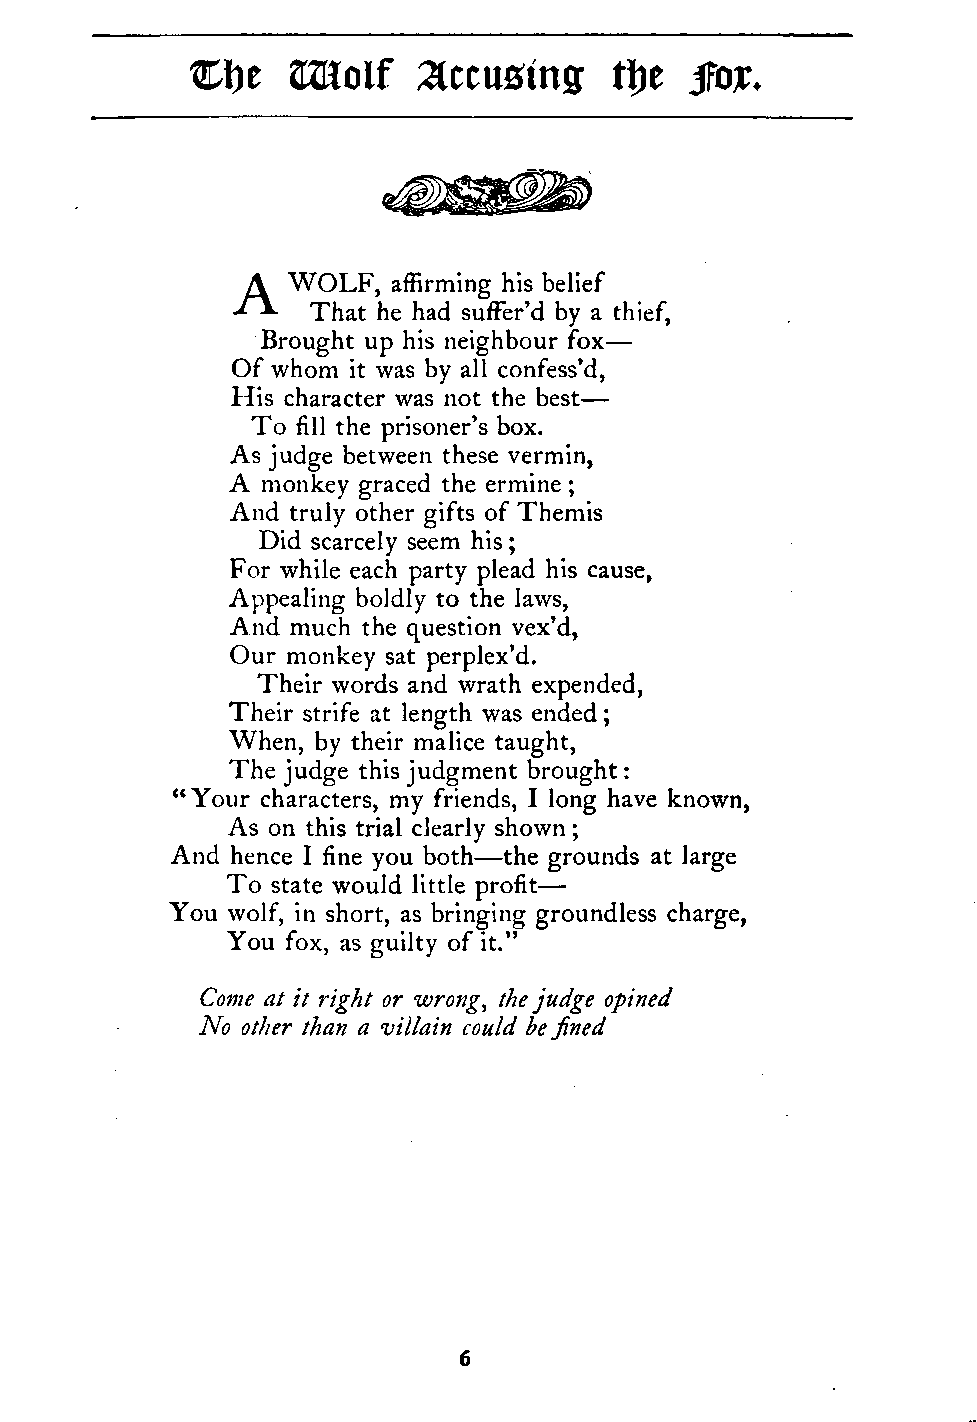 The Wolf Accusing the Fox.
A WOLF, affirming his belief
That he had suffer'd by a thief,
Brought up his neighbour fox—
Of whom it was by all confess'd,
His character was not the best—
To fill the prisoner's box.
As judge between these vermin,
A monkey graced the ermine;
And truly other gifts of Themis
Did scarcely seem his;
For while each party plead his cause,
Appealing boldly to the laws,
And much the question vex'd,
Our monkey sat perplex'd.
Their words and wrath expended,
Their strife at length was ended;
When, by their malice taught,
The judge this judgment brought:
"Your characters, my friends, I long have known,
As on this trial clearly shown;
And hence I fine you both—the grounds at large
To state would little profit—
You wolf, in short, as bringing groundless charge,
You fox, as guilty of it."
Come at it right or wrong, the judge opined
No other than a villain could be fined
6